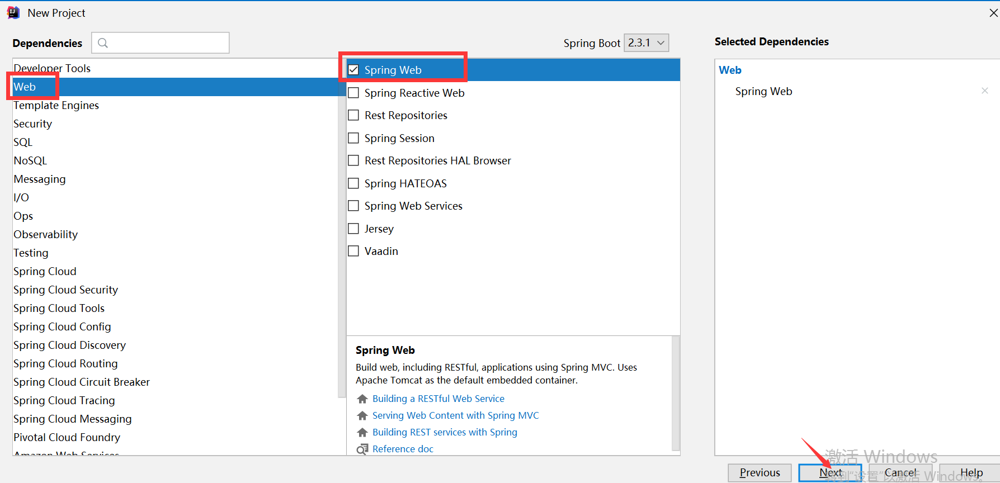 New Project
Dependencies
Spring Boot 2.3.1
Selected Dependencies
Developer Tools
Web
Template Engines
Security
SQL
NoSQL
Messaging
I/O
Ops
Observability
Testing
Spring Cloud
Spring Cloud Security
Spring Cloud Tools
Spring Cloud Config
Spring Cloud Discovery
Spring Cloud Routing
Spring Cloud Circuit Breaker
Spring Cloud Tracing
Spring Cloud Messaging
Pivotal Cloud Foundry
Amazon Web Services
Spring Web
Spring Reactive Web
Rest Repositories
Spring Session
Rest Repositories HAL Browser
Spring HATEOAS
Spring Web Services
Jersey
Vaadin
Spring Web
Build web, including RESTful, applications using Spring MVC. Uses
Apache Tomcat as the default embedded container.
Building a RESTful Web Service
Serving Web Content with Spring MVC
Building REST services with Spring
Reference doc
Web
Spring Web
激活 Windows
转到"设置"以激活 Windows。
Previous
Next
Cancel
Help